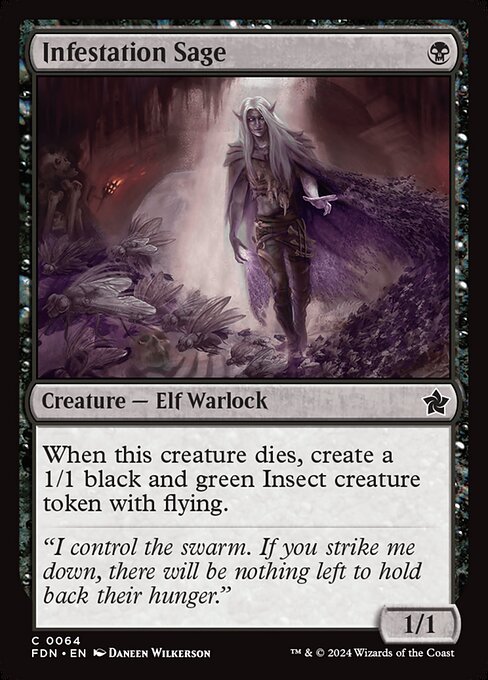 Infestation Sage
Creature — Elf Warlock
When this creature dies, create a
1/1 black and green Insect creature
token with flying.
“I control the swarm. If you strike me
down, there will be nothing left to hold
back their hunger.”
1/1
C 0064
FDN • EN Daneen Wilkerson
™ & © 2024 Wizards of the Coast